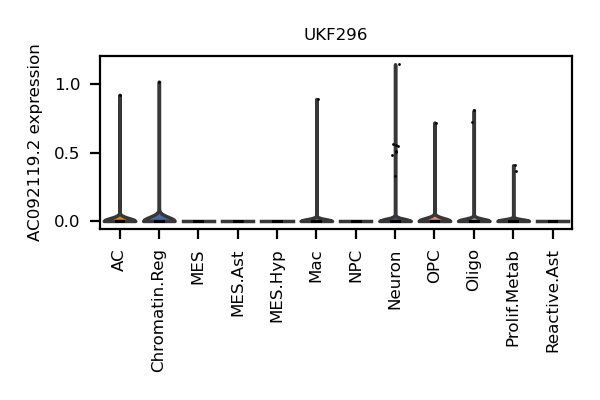 UKF296
AC092119.2 expression
1.0
0.5
0.0
AC
Chromatin.Reg
MES
MES.Ast
MES.Hyp
Mac
NPC
Neuron
OPC
Oligo
Prolif.Metab
Reactive.Ast